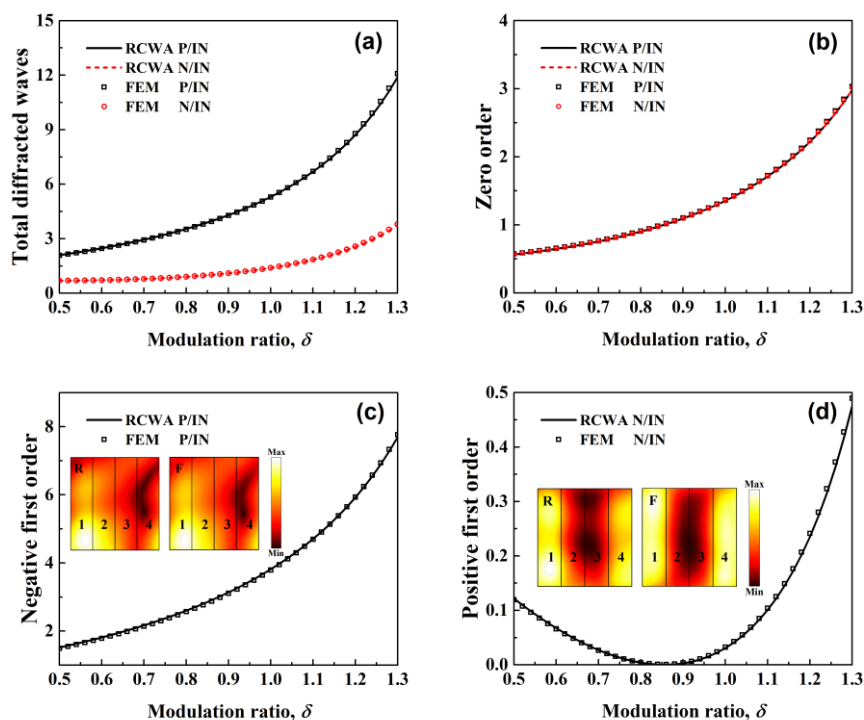 (a)
RCWA P/IN
RCWA N/IN
FEM P/IN
FEM N/IN
Total diffracted waves
15
12
9
6
3
0
0.5 0.6 0.7 0.8 0.9 1.0 1.1 1.2 1.3
Modulation ratio, δ
(b)
RCWA P/IN
RCWA N/IN
FEM P/IN
FEM N/IN
Zero order
4
3
2
1
0
0.5 0.6 0.7 0.8 0.9 1.0 1.1 1.2 1.3
Modulation ratio, δ
(c)
RCWA P/IN
FEM P/IN
R
1 2 3 4
F
1 2 3 4
Max
Min
Negative first order
8
6
4
2
0.5 0.6 0.7 0.8 0.9 1.0 1.1 1.2 1.3
Modulation ratio, δ
(d)
RCWA N/IN
FEM N/IN
R
1 2 3 4
F
1 2 3 4
Max
Min
Positive first order
0.5
0.4
0.3
0.2
0.1
0.0
0.5 0.6 0.7 0.8 0.9 1.0 1.1 1.2 1.3
Modulation ratio, δ